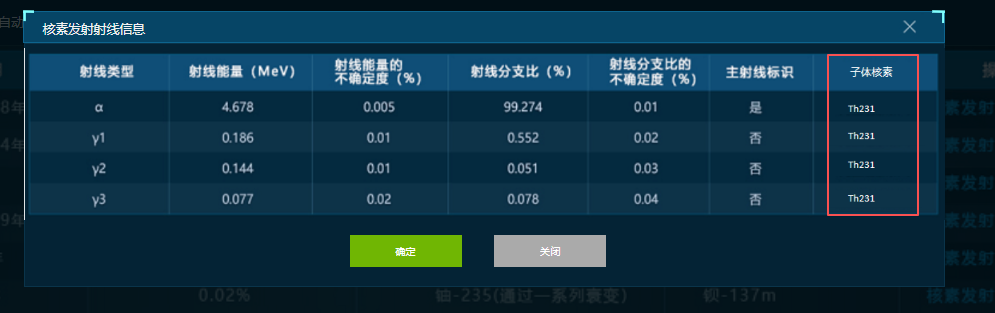 自动
核素发射射线信息
射线类型 射线能量（MeV） 射线能量的不确定度（%） 射线分支比（%） 射线分支比的不确定度（%） 主射线标识 子体核素
α 4.678 0.005 99.274 0.01 是 Th231
γ1 0.186 0.01 0.552 0.02 否 Th231
γ2 0.144 0.01 0.051 0.03 否 Th231
γ3 0.077 0.02 0.078 0.04 否 Th231
确定 关闭
0.02% 铀-235(通过一系列衰变) 钡-137m 核素发射